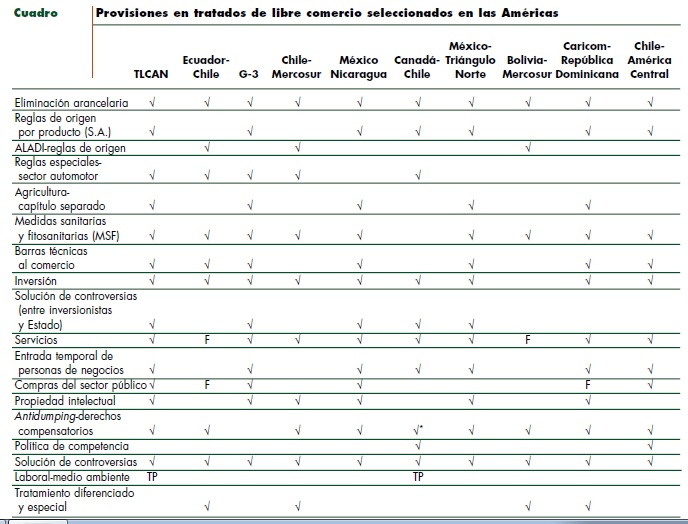 Cuadro Provisiones en tratados de libre comercio seleccionados en las Américas
TLCAN Ecuador-
Chile G-3 Chile-
Mercosur México
Nicaragua Canadá-
Chile México-
Triángulo
Norte Bolivia-
Mercosur Caricom-
República
Dominicana Chile-
América
Central
Eliminación arancelaria √ √ √ √ √ √ √ √ √ √
Reglas de origen
por producto (S.A.) √ √ √ √ √ √ √
ALADI-reglas de origen √ √ √
Reglas especiales-
sector automotor √ √ √ √ √
Agricultura-
capítulo separado √ √ √ √ √
Medidas sanitarias
y fitosanitarias (MSF) √ √ √ √ √ √ √ √ √
Barras técnicas
al comercio √ √ √ √ √ √ √
Inversión √ √ √ √ √ √ √ √ √
Solución de controversias
(entre inversionistas
y Estado) √ √ √ √ √
Servicios √ F √ √ √ √ √ F √ √
Entrada temporal de
personas de negocios √ √ √ √ √ √ √
Compras del sector público √ F √ √ √ F √
Propiedad intelectual √ √ √ √ √ √
Antidumping-derechos
compensatorios √ √ √ √ √* √ √ √ √
Política de competencia √ √
Solución de controversias √ √ √ √ √ √ √ √ √ √
Laboral-medio ambiente TP TP
Tratamiento diferenciado
y especial √ √ √ √